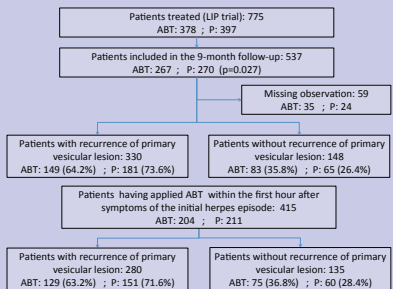 Patients treated (LIP trial): 775
ABT: 378 ; P: 397
Patients included in the 9-month follow-up: 537
ABT: 267 ; P: 270 (p=0.027)
Missing observation: 59
ABT: 35 ; P: 24
Patients with recurrence of primary
vesicular lesion: 330
ABT: 149 (64.2%) ; P: 181 (73.6%)
Patients without recurrence of primary
vesicular lesion: 148
ABT: 83 (35.8%) ; P: 65 (26.4%)
Patients having applied ABT within the first hour after
symptoms of the initial herpes episode: 415
ABT: 204 ; P: 211
Patients with recurrence of primary
vesicular lesion: 280
ABT: 129 (63.2%) ; P: 151 (71.6%)
Patients without recurrence of primary
vesicular lesion: 135
ABT: 75 (36.8%) ; P: 60 (28.4%)